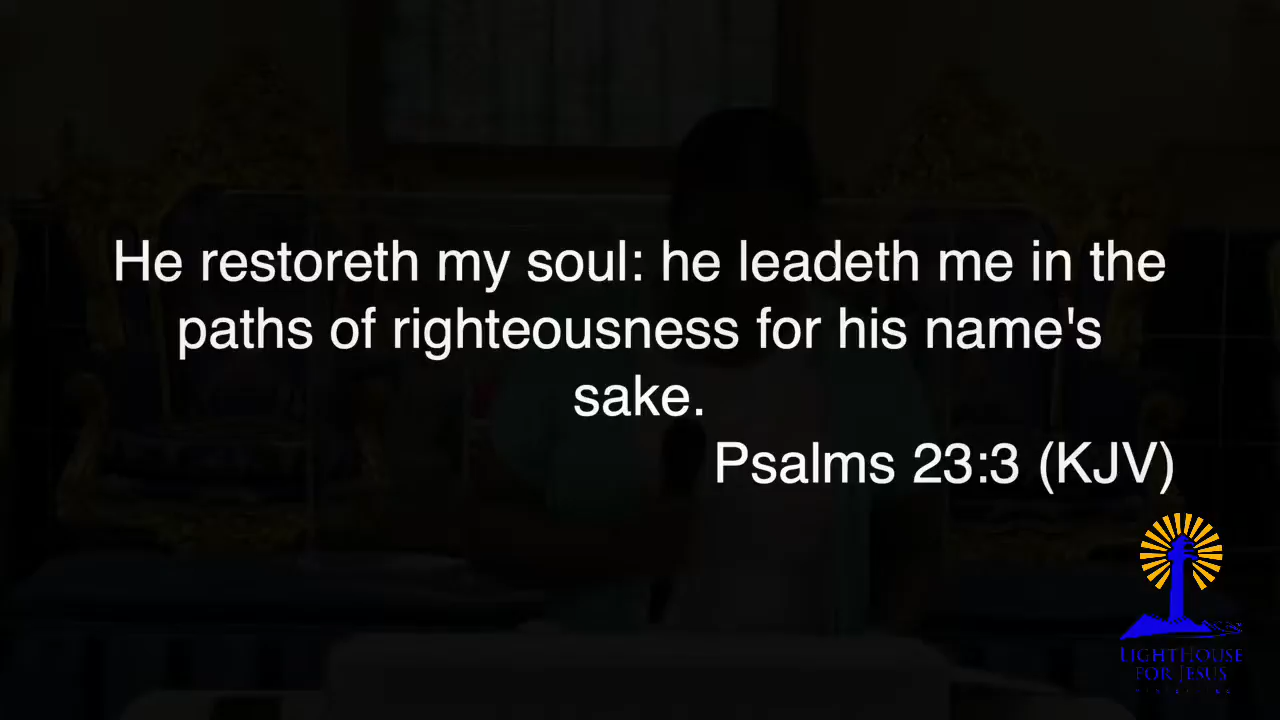 He restoreth my soul: he leadeth me in the
paths of righteousness for his name's
sake.
Psalms 23:3 (KJV)
LIGHTHOUSE
FOR JESUS